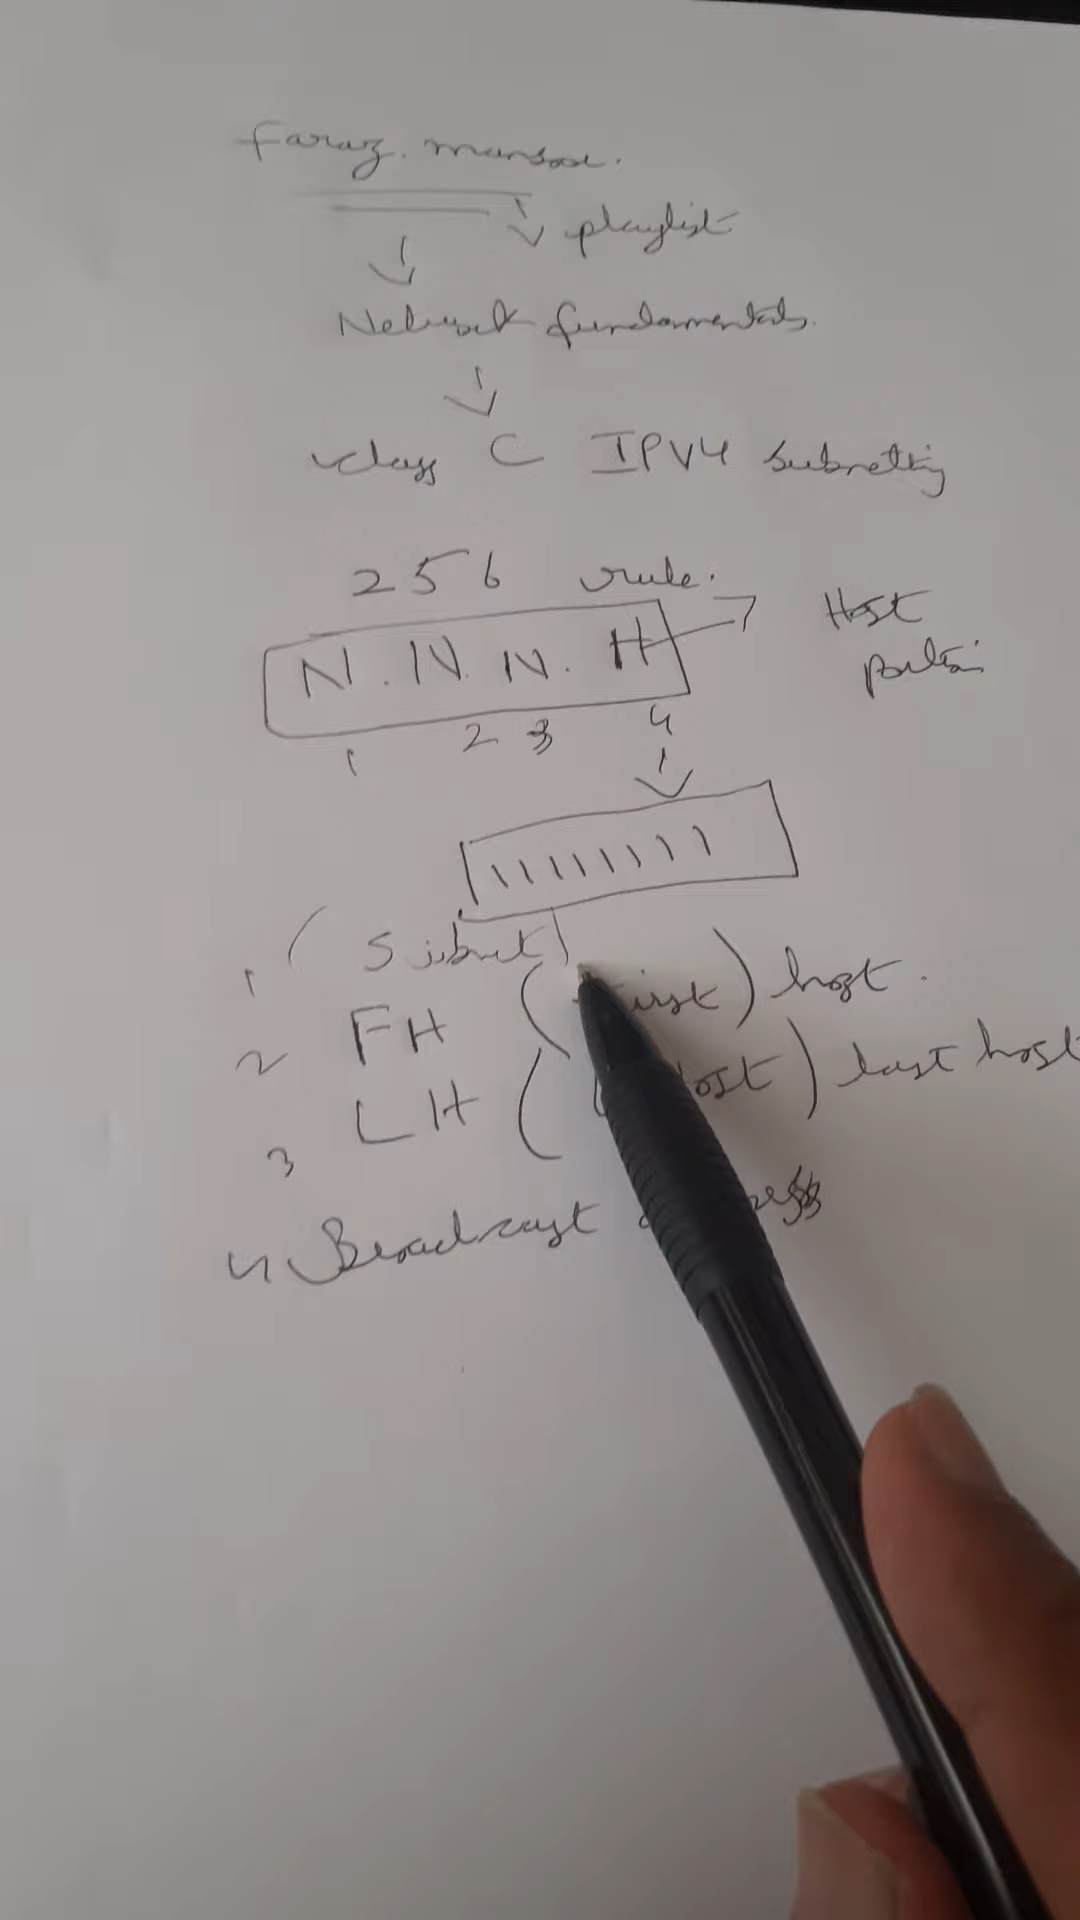 faraz. mansoor.
playlist
Network fundamentals.
class C IPV4 subnetting
256 rule.
N. N. N. H
Host
portion
1 2 3 4
11111111
1 (Subnet)
2 FH (first) host.
3 LH (lost) last host
4 Broadcast